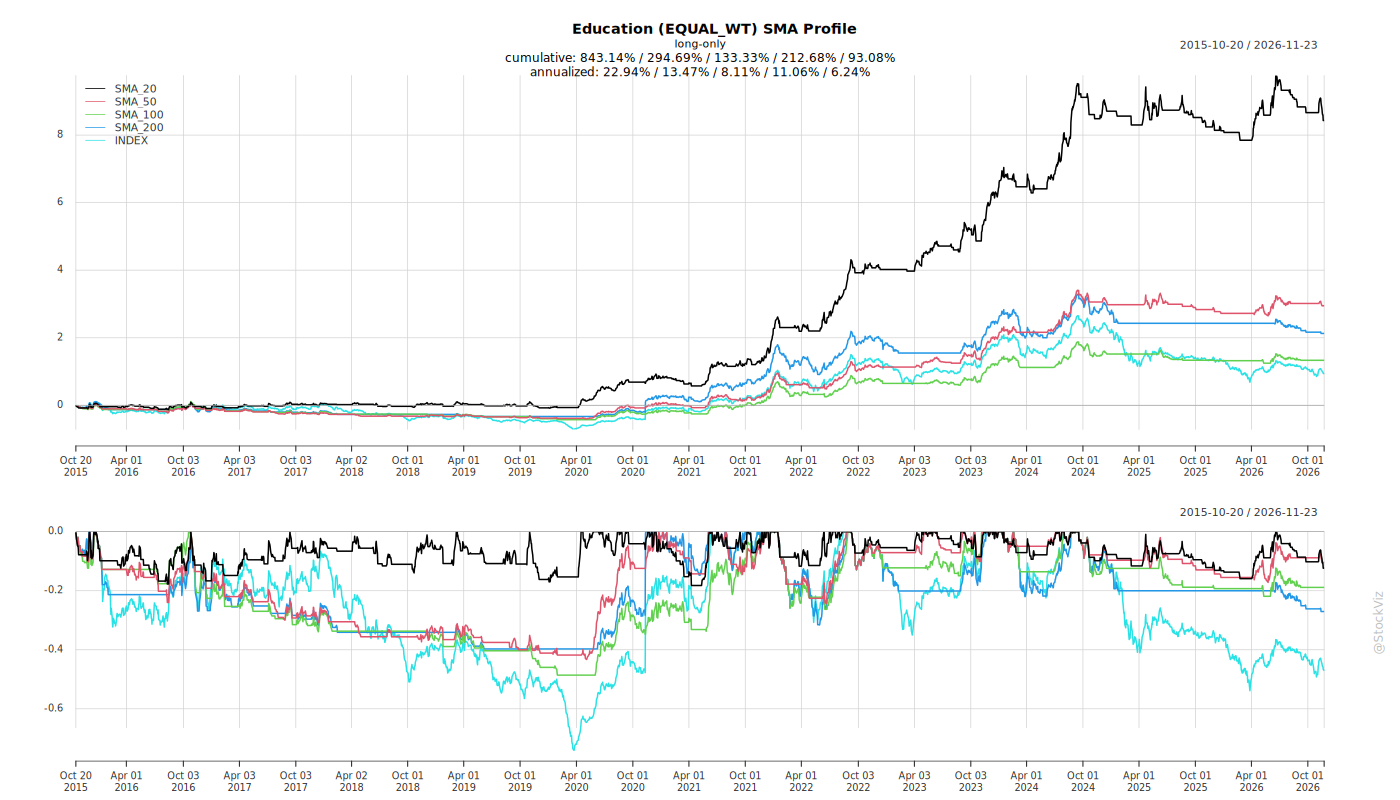 Education (EQUAL_WT) SMA Profile
long-only
2015-10-20 / 2026-11-23
cumulative: 843.14% / 294.69% / 133.33% / 212.68% / 93.08%
annualized: 22.94% / 13.47% / 8.11% / 11.06% / 6.24%
SMA_20
SMA_50
SMA_100
SMA_200
INDEX
8
6
4
2
0
Oct 20 Apr 01 Oct 03 Apr 03 Oct 03 Apr 02 Oct 01 Apr 01 Oct 01 Apr 01 Oct 01 Apr 01 Oct 01 Apr 01 Oct 03 Apr 03 Oct 03 Apr 01 Oct 01 Apr 01 Oct 01 Apr 01 Oct 01
2015 2016 2016 2017 2017 2018 2018 2019 2019 2020 2020 2021 2021 2022 2022 2023 2023 2024 2024 2025 2025 2026 2026
2015-10-20 / 2026-11-23
0.0
-0.2
-0.4
-0.6
Oct 20 Apr 01 Oct 03 Apr 03 Oct 03 Apr 02 Oct 01 Apr 01 Oct 01 Apr 01 Oct 01 Apr 01 Oct 01 Apr 01 Oct 03 Apr 03 Oct 03 Apr 01 Oct 01 Apr 01 Oct 01 Apr 01 Oct 01
2015 2016 2016 2017 2017 2018 2018 2019 2019 2020 2020 2021 2021 2022 2022 2023 2023 2024 2024 2025 2025 2026 2026
@StockViz